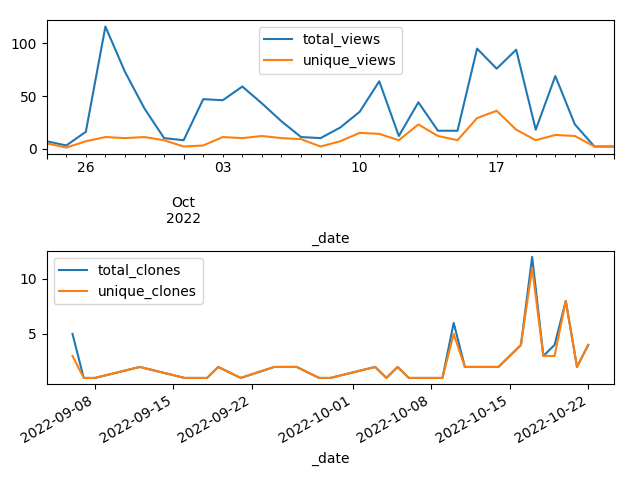 100
50
0
total_views
unique_views
26
03
10
17
Oct
2022
_date
10
5
total_clones
unique_clones
2022-09-08
2022-09-15
2022-09-22
2022-10-01
2022-10-08
2022-10-15
2022-10-22
_date